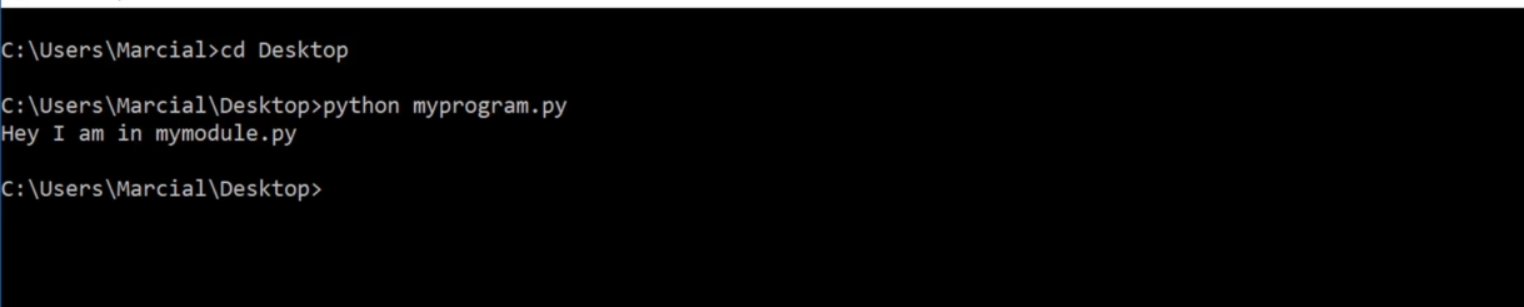 C:\Users\Marcial>cd Desktop
C:\Users\Marcial\Desktop>python myprogram.py
Hey I am in mymodule.py
C:\Users\Marcial\Desktop>